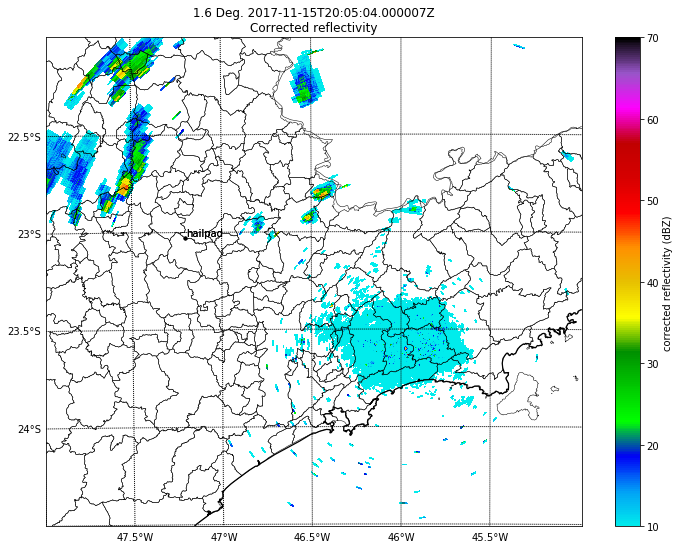 1.6 Deg. 2017-11-15T20:05:04.000007Z
Corrected reflectivity
22.5°S
23°S
23.5°S
24°S
hailpad
47.5°W
47°W
46.5°W
46°W
45.5°W
70
60
50
40
30
20
10
corrected reflectivity (dBZ)